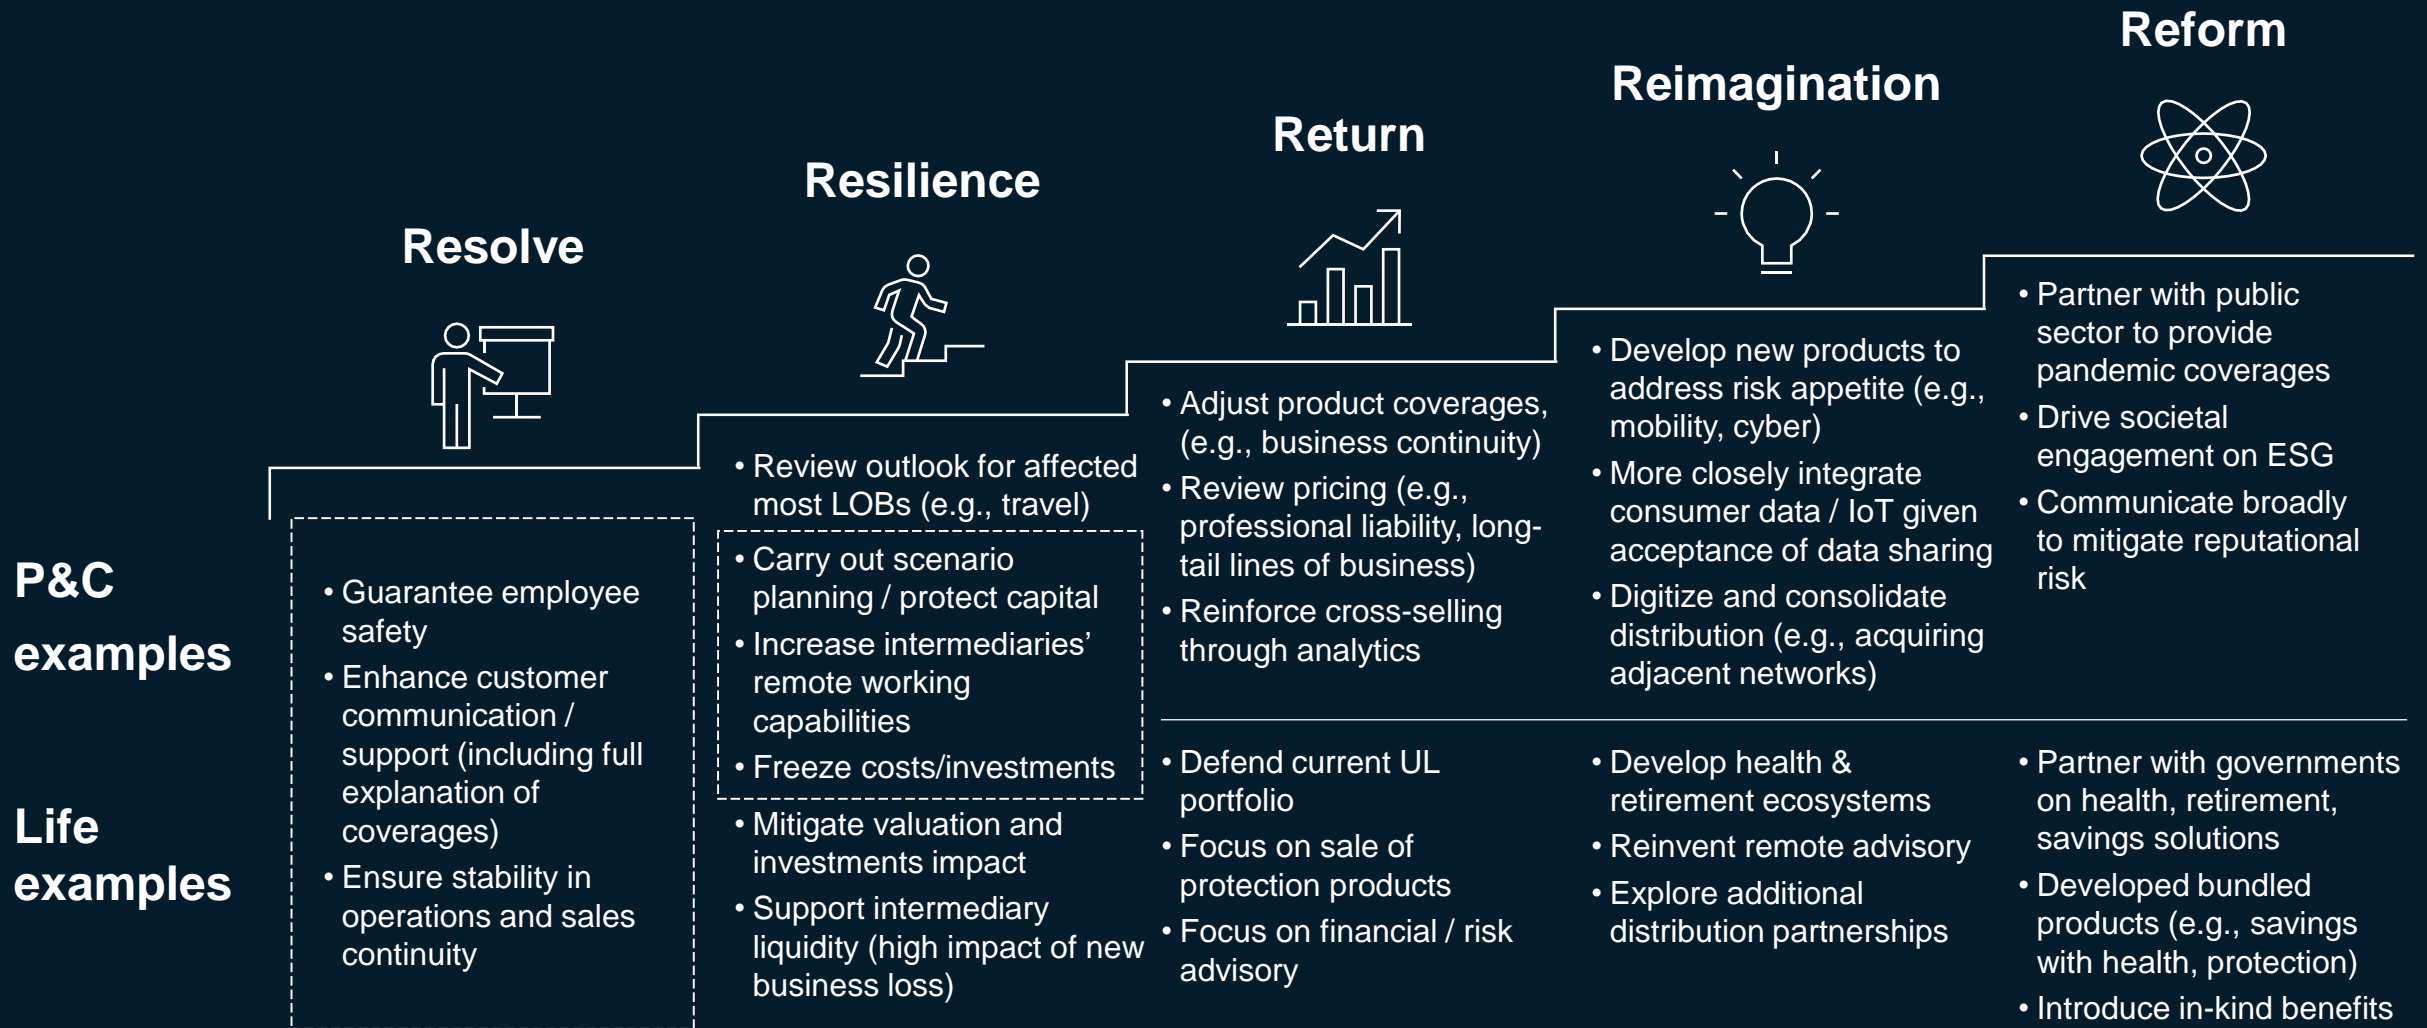 Resolve
Resilience
Return
Reimagination
Reform
P&C
examples
Life
examples
• Guarantee employee
safety
• Enhance customer
communication /
support (including full
explanation of
coverages)
• Ensure stability in
operations and sales
continuity
• Review outlook for affected
most LOBs (e.g., travel)
• Carry out scenario
planning / protect capital
• Increase intermediaries’
remote working
capabilities
• Freeze costs/investments
• Mitigate valuation and
investments impact
• Support intermediary
liquidity (high impact of new
business loss)
• Adjust product coverages,
(e.g., business continuity)
• Review pricing (e.g.,
professional liability, long-
tail lines of business)
• Reinforce cross-selling
through analytics
• Defend current UL
portfolio
• Focus on sale of
protection products
• Focus on financial / risk
advisory
• Develop new products to
address risk appetite (e.g.,
mobility, cyber)
• More closely integrate
consumer data / IoT given
acceptance of data sharing
• Digitize and consolidate
distribution (e.g., acquiring
adjacent networks)
• Develop health &
retirement ecosystems
• Reinvent remote advisory
• Explore additional
distribution partnerships
• Partner with public
sector to provide
pandemic coverages
• Drive societal
engagement on ESG
• Communicate broadly
to mitigate reputational
risk
• Partner with governments
on health, retirement,
savings solutions
• Developed bundled
products (e.g., savings
with health, protection)
• Introduce in-kind benefits